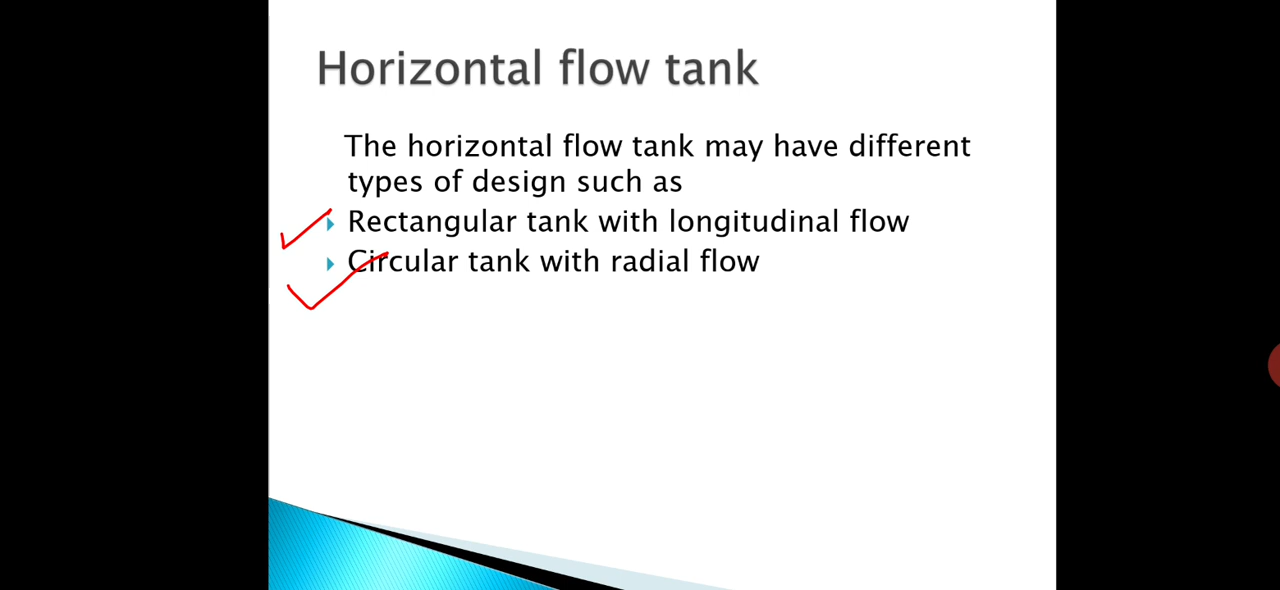 Horizontal flow tank
The horizontal flow tank may have different
types of design such as
Rectangular tank with longitudinal flow
Circular tank with radial flow